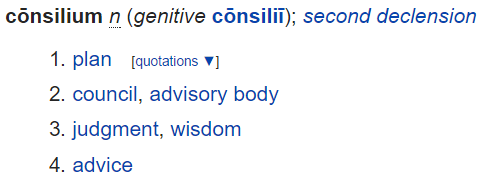 cōnsilium n (genitive cōnsiliī); second declension
1. plan [quotations ▼]
2. council, advisory body
3. judgment, wisdom
4. advice